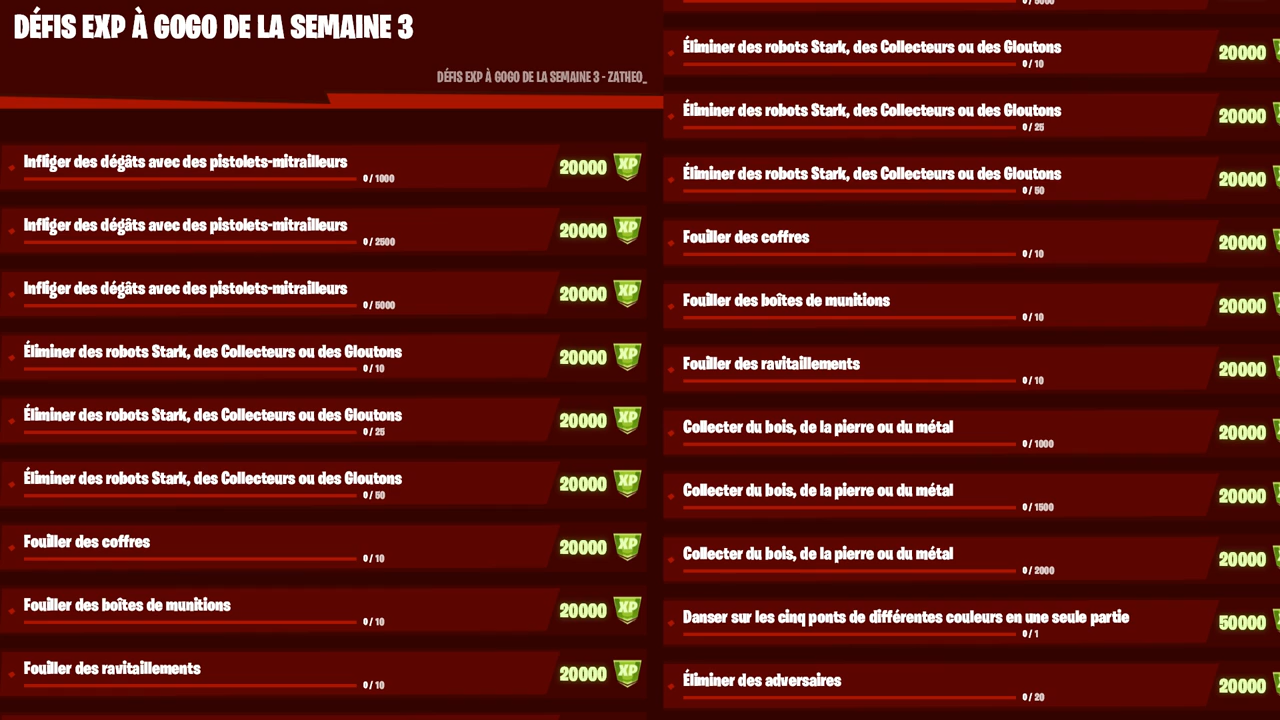 DÉFIS EXP À GOGO DE LA SEMAINE 3
DÉFIS EXP À GOGO DE LA SEMAINE 3 - ZATHEO_
Infliger des dégâts avec des pistolets-mitrailleurs
0 / 1000
20000 XP
Infliger des dégâts avec des pistolets-mitrailleurs
0 / 2500
20000 XP
Infliger des dégâts avec des pistolets-mitrailleurs
0 / 5000
20000 XP
Éliminer des robots Stark, des Collecteurs ou des Gloutons
0 / 10
20000 XP
Éliminer des robots Stark, des Collecteurs ou des Gloutons
0 / 25
20000 XP
Éliminer des robots Stark, des Collecteurs ou des Gloutons
0 / 50
20000 XP
Fouiller des coffres
0 / 10
20000 XP
Fouiller des boîtes de munitions
0 / 10
20000 XP
Fouiller des ravitaillements
0 / 10
20000 XP
Éliminer des robots Stark, des Collecteurs ou des Gloutons
0 / 10
20000
Éliminer des robots Stark, des Collecteurs ou des Gloutons
0 / 25
20000
Éliminer des robots Stark, des Collecteurs ou des Gloutons
0 / 50
20000
Fouiller des coffres
0 / 10
20000
Fouiller des boîtes de munitions
0 / 10
20000
Fouiller des ravitaillements
0 / 10
20000
Collecter du bois, de la pierre ou du métal
0 / 1000
20000
Collecter du bois, de la pierre ou du métal
0 / 1500
20000
Collecter du bois, de la pierre ou du métal
0 / 2000
20000
Danser sur les cinq ponts de différentes couleurs en une seule partie
0 / 1
50000
Éliminer des adversaires
0 / 20
20000